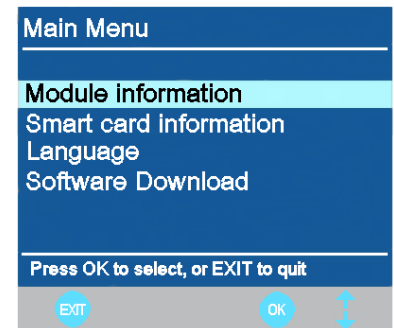 Main Menu
Module information
Smart card information
Language
Software Download
Press OK to select, or EXIT to quit
EXIT OK